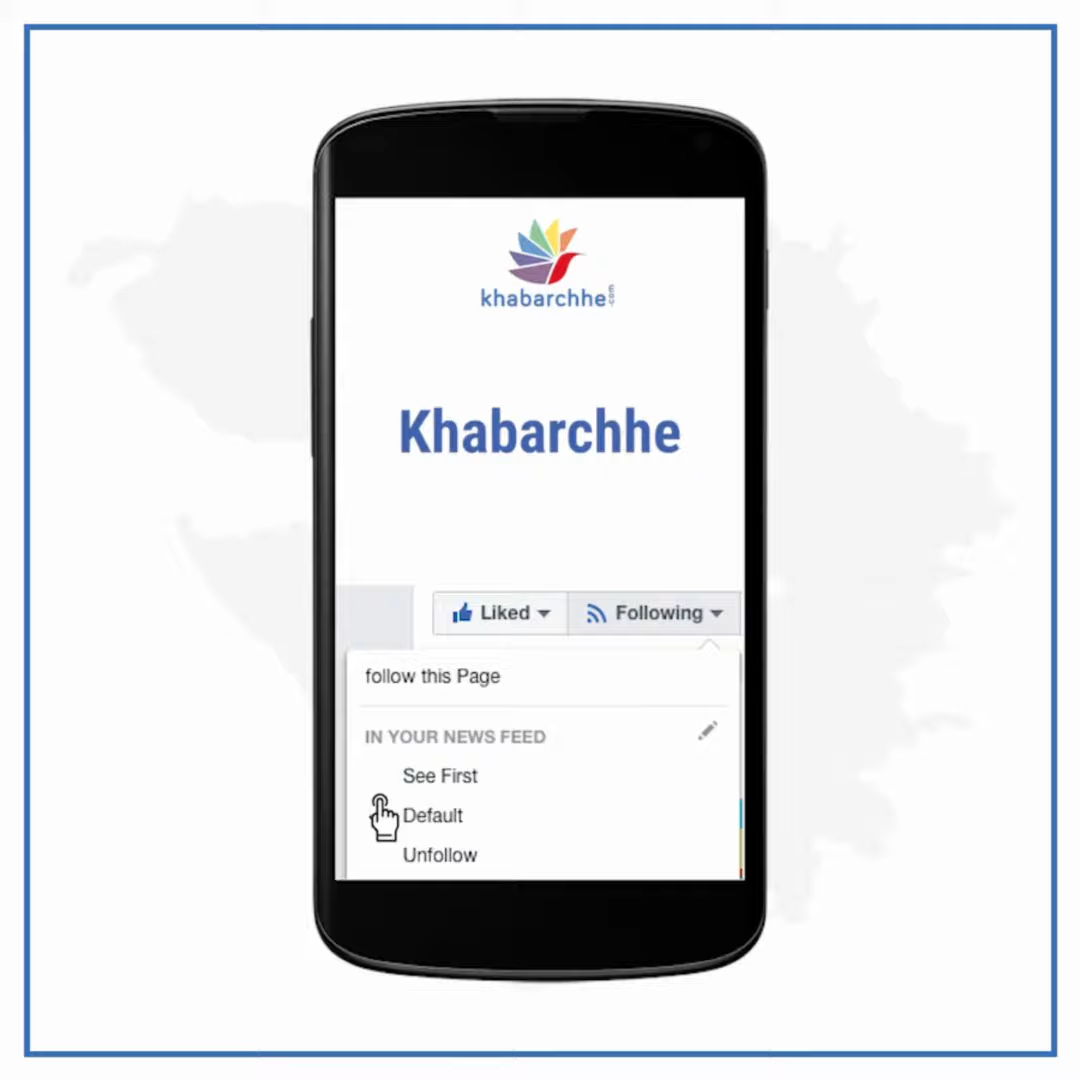 khabarchhe.com
Khabarchhe
Liked Following
follow this Page
IN YOUR NEWS FEED
See First
Default
Unfollow